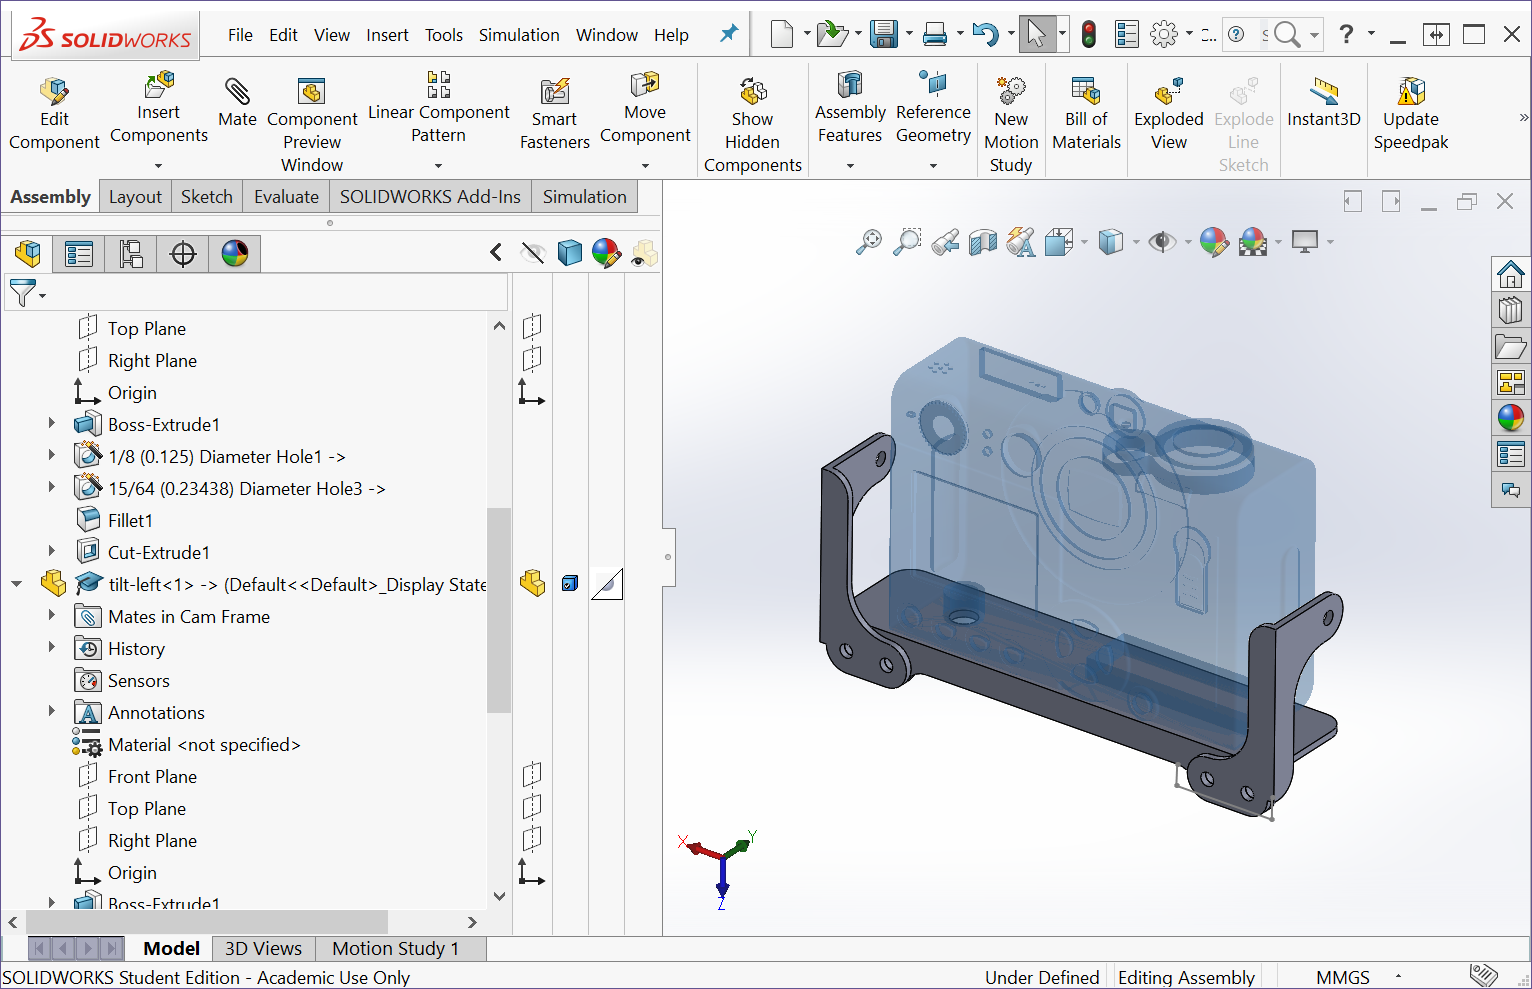 SOLIDWORKS
File Edit View Insert Tools Simulation Window Help
C...
S
?
Edit Component
Insert Components
Mate
Component Preview Window
Linear Component Pattern
Smart Fasteners
Move Component
Show Hidden Components
Assembly Features
Reference Geometry
New Motion Study
Bill of Materials
Exploded View
Explode Line Sketch
Instant3D
Update Speedpak
»
Assembly Layout Sketch Evaluate SOLIDWORKS Add-Ins Simulation
Top Plane
Right Plane
Origin
Boss-Extrude1
1/8 (0.125) Diameter Hole1 ->
15/64 (0.23438) Diameter Hole3 ->
Fillet1
Cut-Extrude1
tilt-left<1> -> (Default<<Default>_Display State
Mates in Cam Frame
History
Sensors
Annotations
Material <not specified>
Front Plane
Top Plane
Right Plane
Origin
Boss-Extrude1
X
Y
Z
Model 3D Views Motion Study 1
SOLIDWORKS Student Edition - Academic Use Only
Under Defined Editing Assembly MMGS